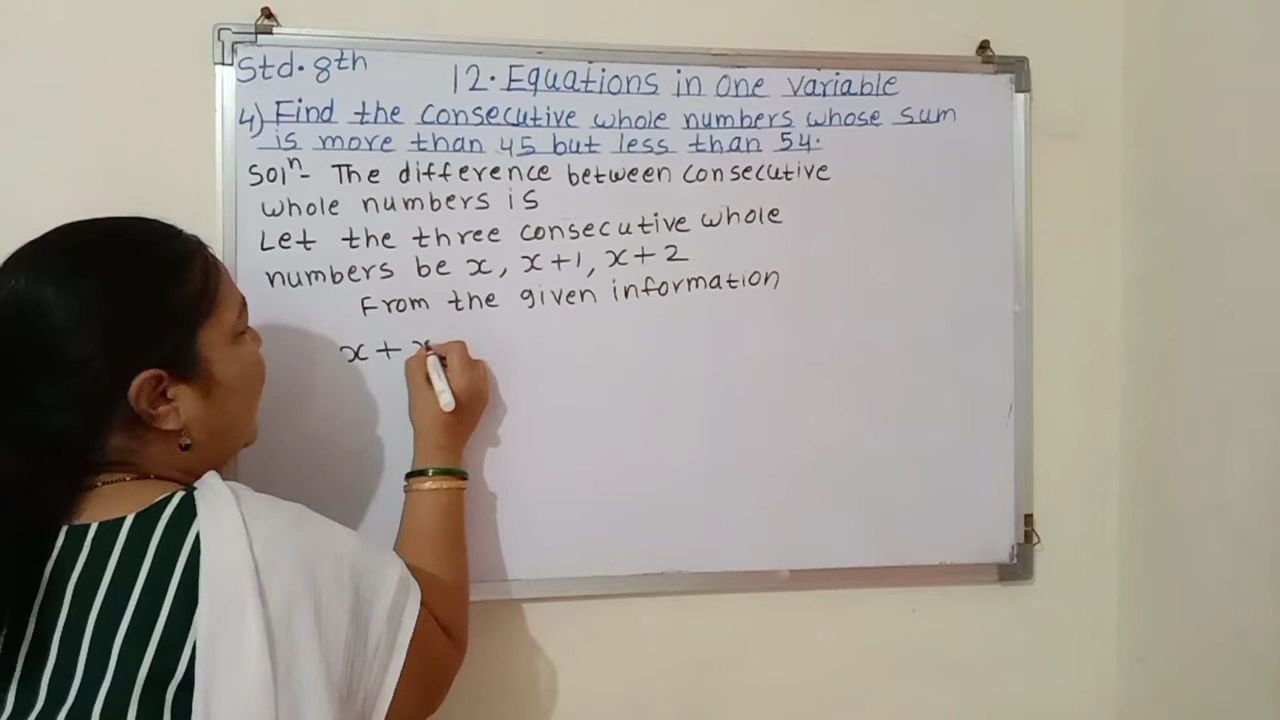 Std. 8th
12. Equations in one variable
4) Find the consecutive whole numbers whose sum
is more than 45 but less than 54.
Solⁿ- The difference between consecutive
whole numbers is
Let the three consecutive whole
numbers be x, x+1, x+2
From the given information
x + x